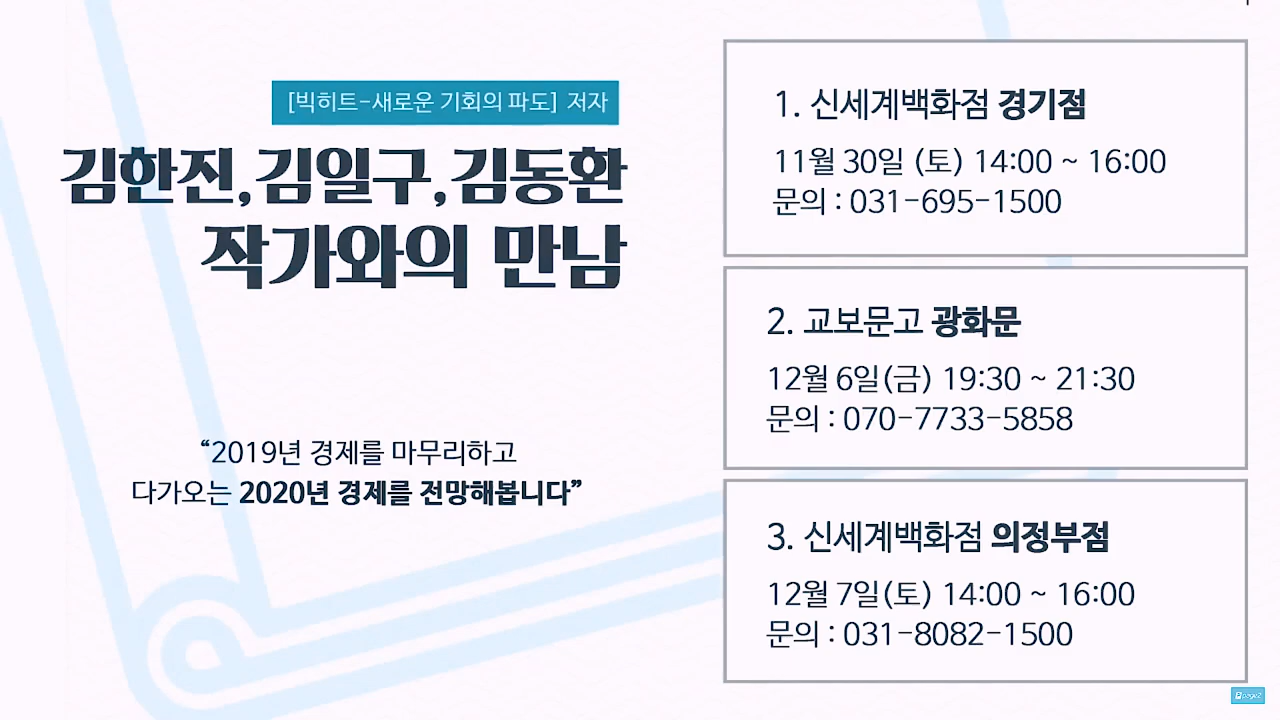 [빅히트-새로운 기회의 파도] 저자
김한진,김일구,김동환
작가와의 만남
“2019년 경제를 마무리하고
다가오는 2020년 경제를 전망해봅니다”
1. 신세계백화점 경기점
11월 30일 (토) 14:00 ~ 16:00
문의 : 031-695-1500
2. 교보문고 광화문
12월 6일(금) 19:30 ~ 21:30
문의 : 070-7733-5858
3. 신세계백화점 의정부점
12월 7일(토) 14:00 ~ 16:00
문의 : 031-8082-1500
page2